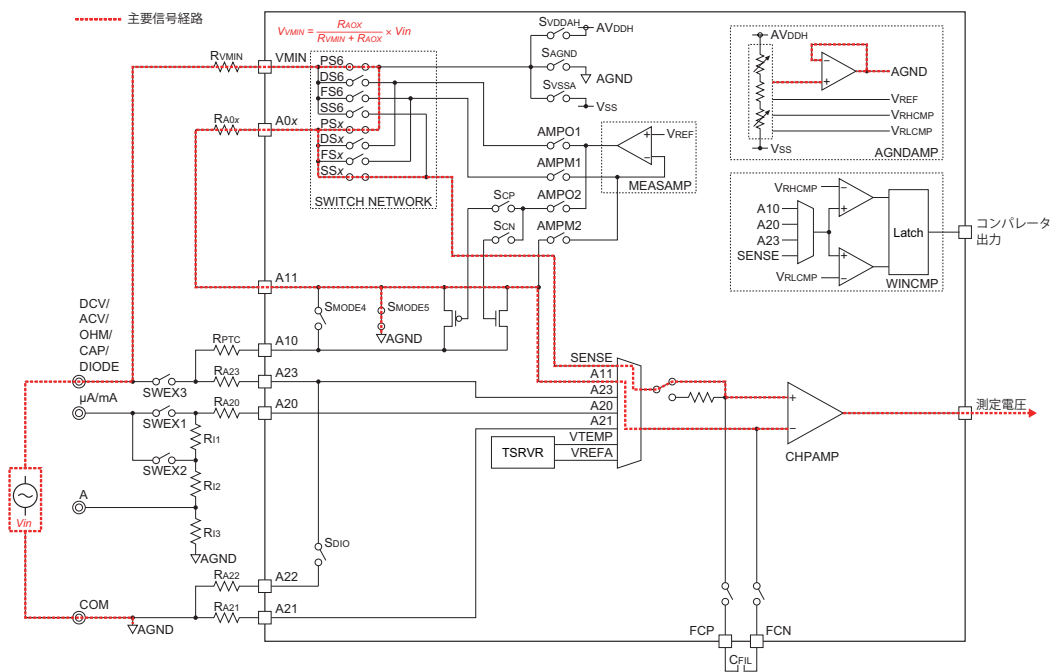 主要信号経路
VVMIN = RAOX / RVMIN + RAOX × Vin
RVMIN
VMIN
RA0x
A0x
PS6
DS6
FS6
SS6
PSx
DSx
FSx
SSx
SWITCH NETWORK
SVDDAH
AVDDH
SAGND
AGND
SVSSA
VSS
AMPO1
AMPM1
AMPO2
AMPM2
SCP
SCN
+
VREF
−
MEASAMP
AVDDH
−
+
AGND
VREF
VRHCMP
VRLCMP
VSS
AGNDAMP
VRHCMP
−
+
A10
A20
A23
SENSE
+
−
VRLCMP
Latch
WINCMP
コンパレータ
出力
A11
SMODE4
SMODE5
AGND
DCV/
ACV/
OHM/
CAP/
DIODE
RPTC
A10
RA23
A23
SWEX3
µA/mA
RA20
A20
SWEX1
RI1
SWEX2
RI2
A
RI3
AGND
Vin
SENSE
A11
A23
A20
A21
VTEMP
VREFA
TSRVR
+
−
CHPAMP
測定電圧
SDIO
RA22
A22
COM
AGND
RA21
A21
FCP
FCN
CFIL